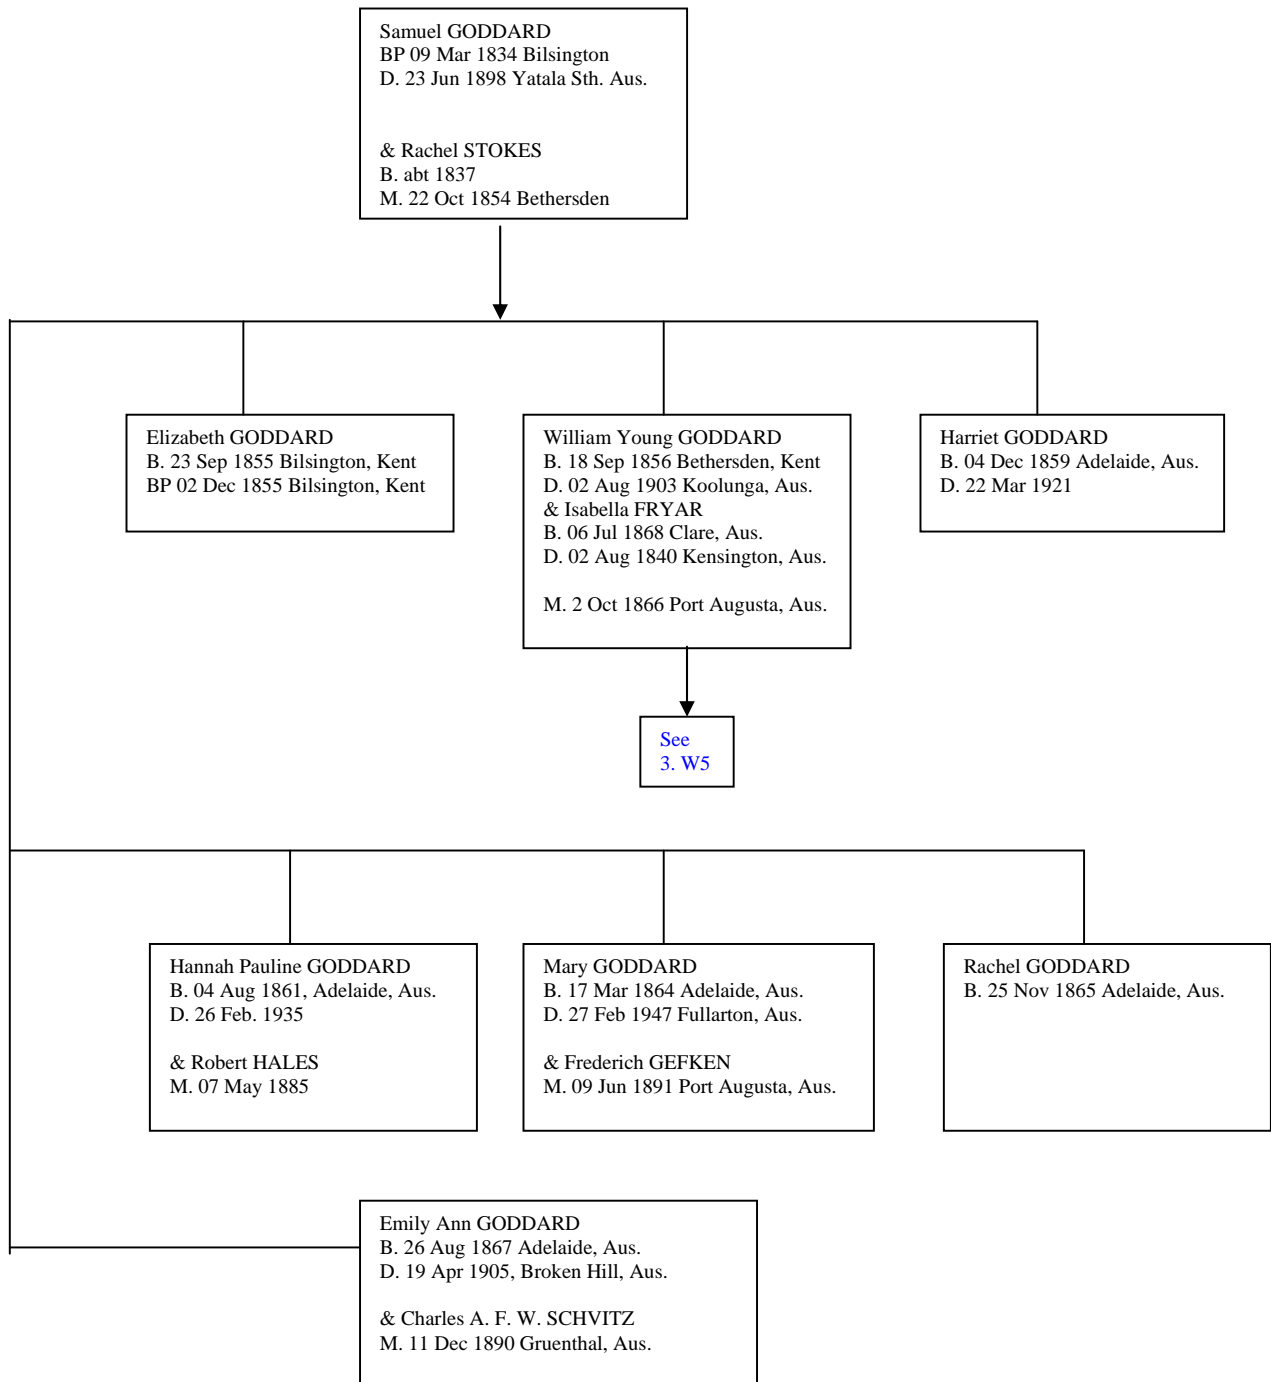 Samuel GODDARD
BP 09 Mar 1834 Bilsington
D. 23 Jun 1898 Yatala Sth. Aus.
& Rachel STOKES
B. abt 1837
M. 22 Oct 1854 Bethersden
Elizabeth GODDARD
B. 23 Sep 1855 Bilsington, Kent
BP 02 Dec 1855 Bilsington, Kent
William Young GODDARD
B. 18 Sep 1856 Bethersden, Kent
D. 02 Aug 1903 Koolunga, Aus.
& Isabella FRYAR
B. 06 Jul 1868 Clare, Aus.
D. 02 Aug 1840 Kensington, Aus.
M. 2 Oct 1866 Port Augusta, Aus.
Harriet GODDARD
B. 04 Dec 1859 Adelaide, Aus.
D. 22 Mar 1921
See
3. W5
Hannah Pauline GODDARD
B. 04 Aug 1861, Adelaide, Aus.
D. 26 Feb. 1935
& Robert HALES
M. 07 May 1885
Mary GODDARD
B. 17 Mar 1864 Adelaide, Aus.
D. 27 Feb 1947 Fullarton, Aus.
& Frederich GEFKEN
M. 09 Jun 1891 Port Augusta, Aus.
Rachel GODDARD
B. 25 Nov 1865 Adelaide, Aus.
Emily Ann GODDARD
B. 26 Aug 1867 Adelaide, Aus.
D. 19 Apr 1905, Broken Hill, Aus.
& Charles A. F. W. SCHVITZ
M. 11 Dec 1890 Gruenthal, Aus.